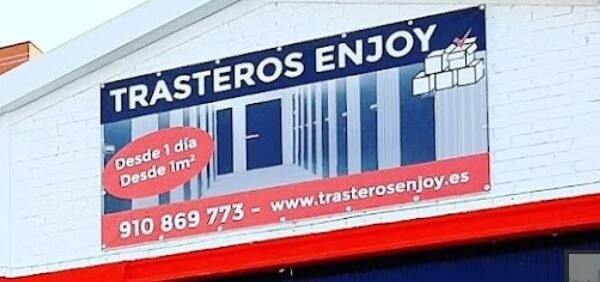 TRASTEROS ENJOY
Desde 1 día
Desde 1m²
910 869 773 - www.trasterosenjoy.es